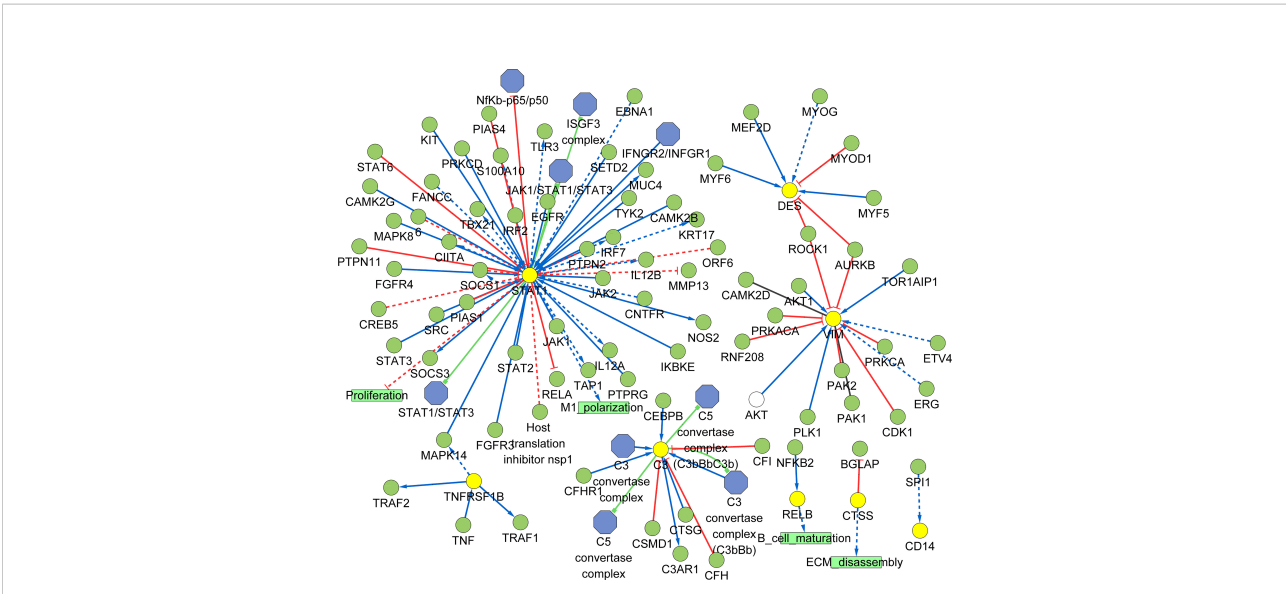 NfKb-p65/p50
PIAS4
KIT
ISGF3
complex
EBNA1
TLR3
IFNGR2/INFGR1
STAT6
PRKCD
S100A10
SETD2
JAK1/STAT1/STAT3
MUC4
CAMK2G
FANCC
EGFR
TYK2
CAMK2B
TBX21
IRF2
MAPK8
6
KRT17
PTPN11
CIITA
PTPN2
IRF7
ORF6
FGFR4
SOCS1
STAT1
IL12B
MMP13
JAK2
CREB5
SRC
PIAS1
CNTFR
NOS2
STAT3
JAK1
SOCS3
STAT2
IL12A
IKBKE
Proliferation
RELA
TAP1
PTPRG
STAT1/STAT3
M1_polarization
FGFR3
Host
translation
inhibitor nsp1
MAPK14
TNFRSF1B
TRAF2
TNF
TRAF1
MEF2D
MYOG
MYOD1
MYF6
DES
MYF5
ROCK1
AURKB
TOR1AIP1
CAMK2D
AKT1
VIM
PRKACA
RNF208
PRKCA
ETV4
PAK2
ERG
AKT
PAK1
PLK1
CDK1
CEBPB
C5
convertase
complex
(C3bBbC3b)
C3
convertase
complex
C3
CFI
CFHR1
C3
convertase
complex
(C3bBb)
C5
convertase
complex
CSMD1
CTSG
C3AR1
CFH
NFKB2
RELB
B_cell_maturation
BGLAP
CTSS
ECM_disassembly
SPI1
CD14